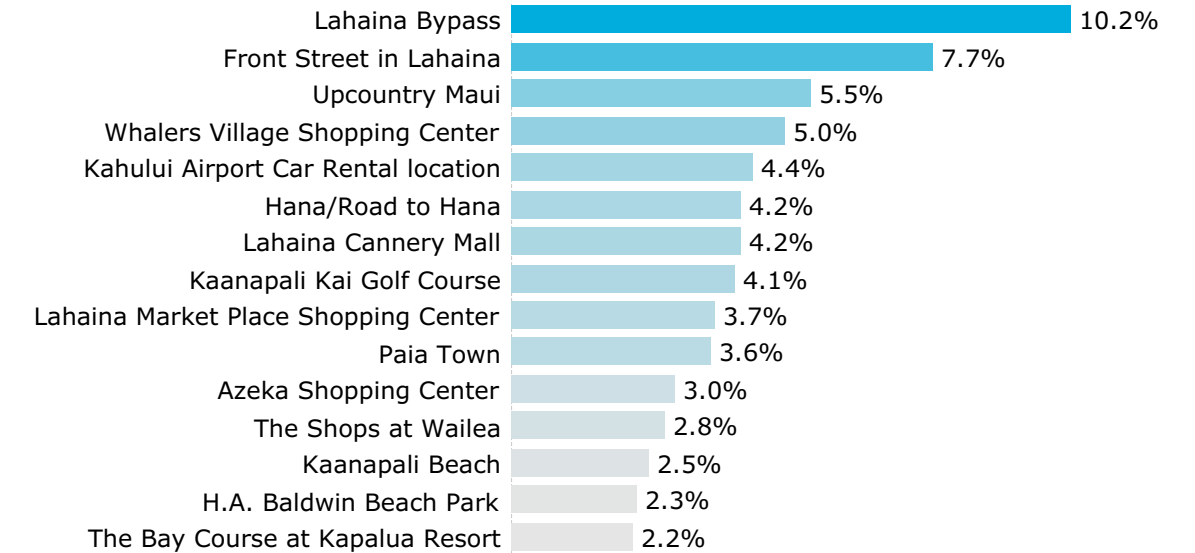 Lahaina Bypass 10.2%
Front Street in Lahaina 7.7%
Upcountry Maui 5.5%
Whalers Village Shopping Center 5.0%
Kahului Airport Car Rental location 4.4%
Hana/Road to Hana 4.2%
Lahaina Cannery Mall 4.2%
Kaanapali Kai Golf Course 4.1%
Lahaina Market Place Shopping Center 3.7%
Paia Town 3.6%
Azeka Shopping Center 3.0%
The Shops at Wailea 2.8%
Kaanapali Beach 2.5%
H.A. Baldwin Beach Park 2.3%
The Bay Course at Kapalua Resort 2.2%